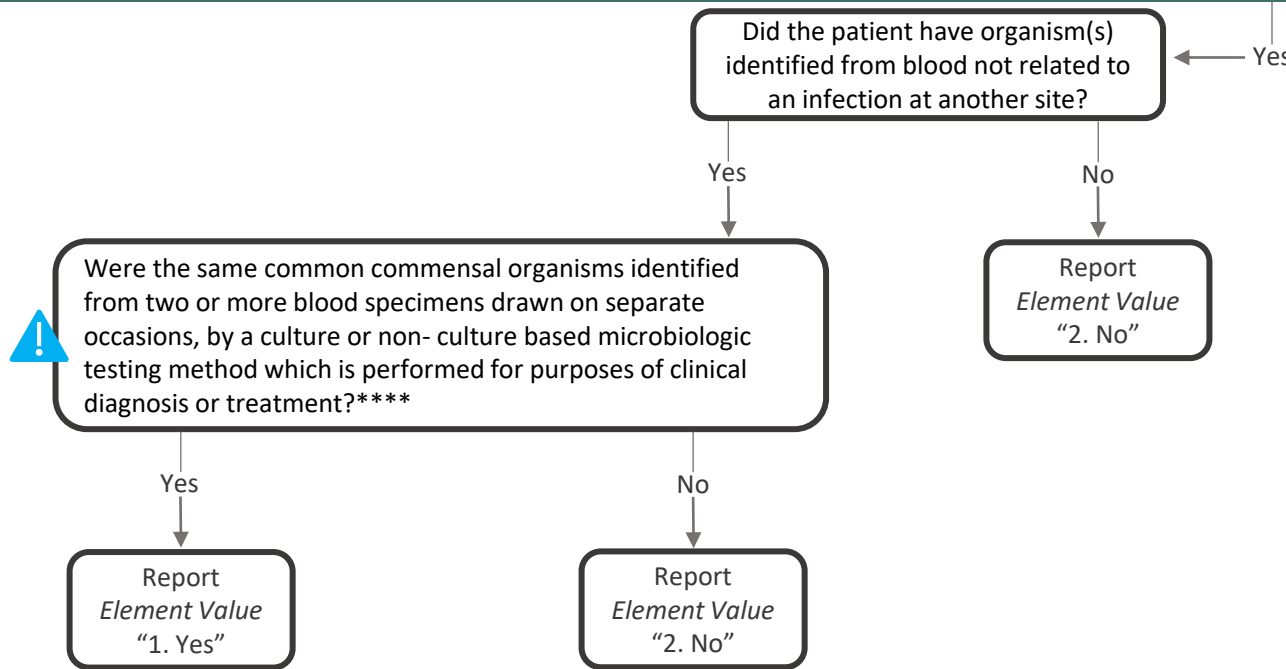 Did the patient have organism(s)
identified from blood not related to
an infection at another site?
Yes
Yes
No
Were the same common commensal organisms identified
from two or more blood specimens drawn on separate
occasions, by a culture or non- culture based microbiologic
testing method which is performed for purposes of clinical
diagnosis or treatment?****
Report
Element Value
“2. No”
Yes
No
Report
Element Value
“1. Yes”
Report
Element Value
“2. No”